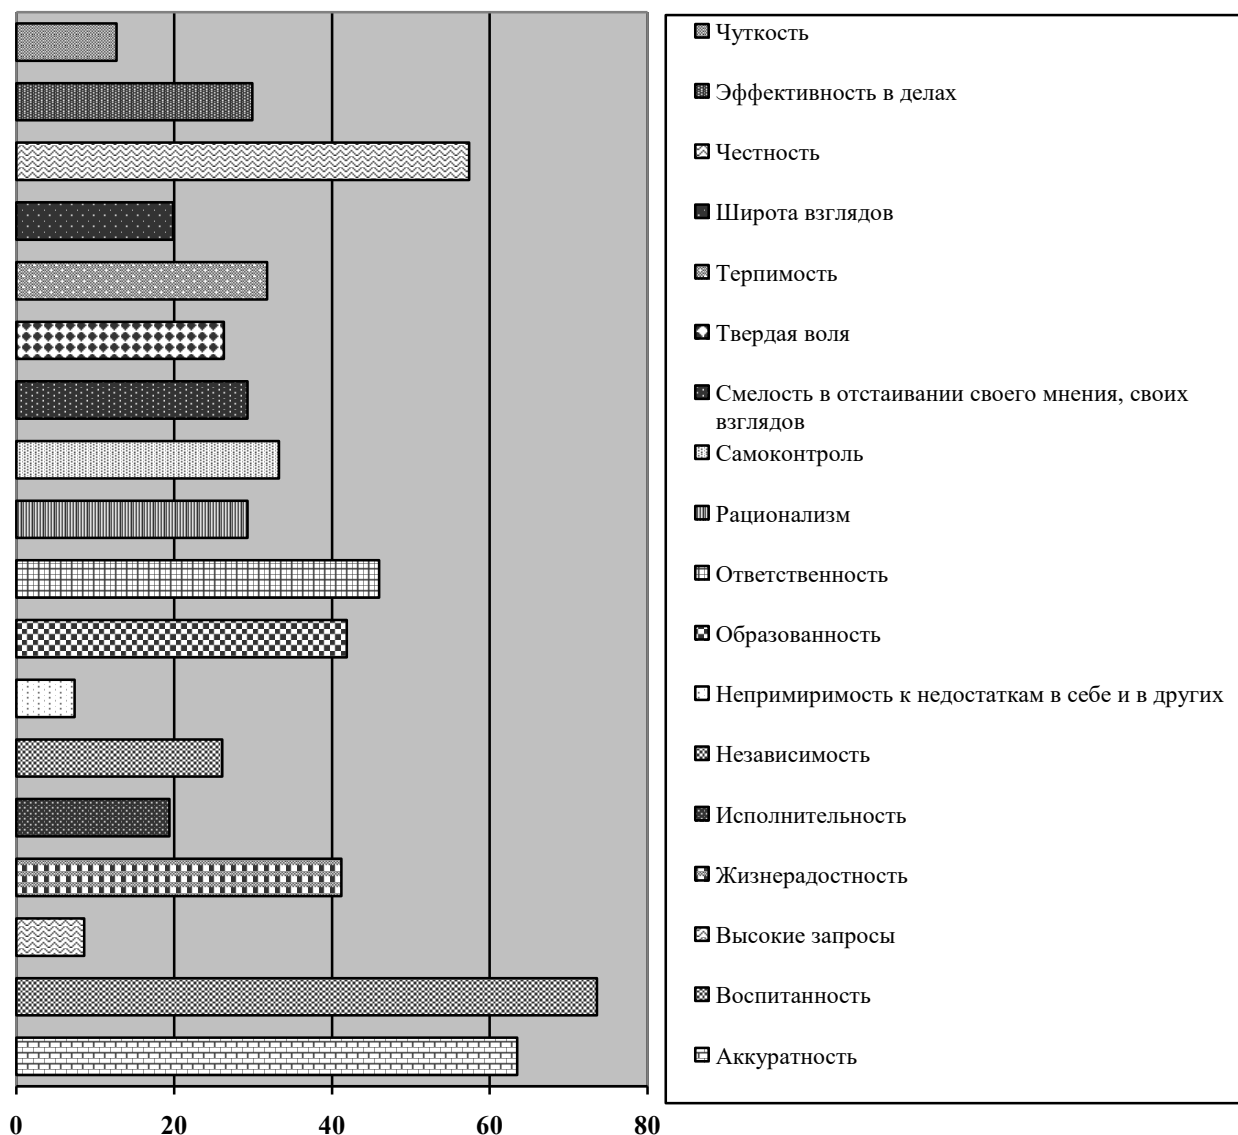 Чуткость
Эффективность в делах
Честность
Широта взглядов
Терпимость
Твердая воля
Смелость в отстаивании своего мнения, своих
взглядов
Самоконтроль
Рационализм
Ответственность
Образованность
Непримиримость к недостаткам в себе и в других
Независимость
Исполнительность
Жизнерадостность
Высокие запросы
Воспитанность
Аккуратность
0 20 40 60 80